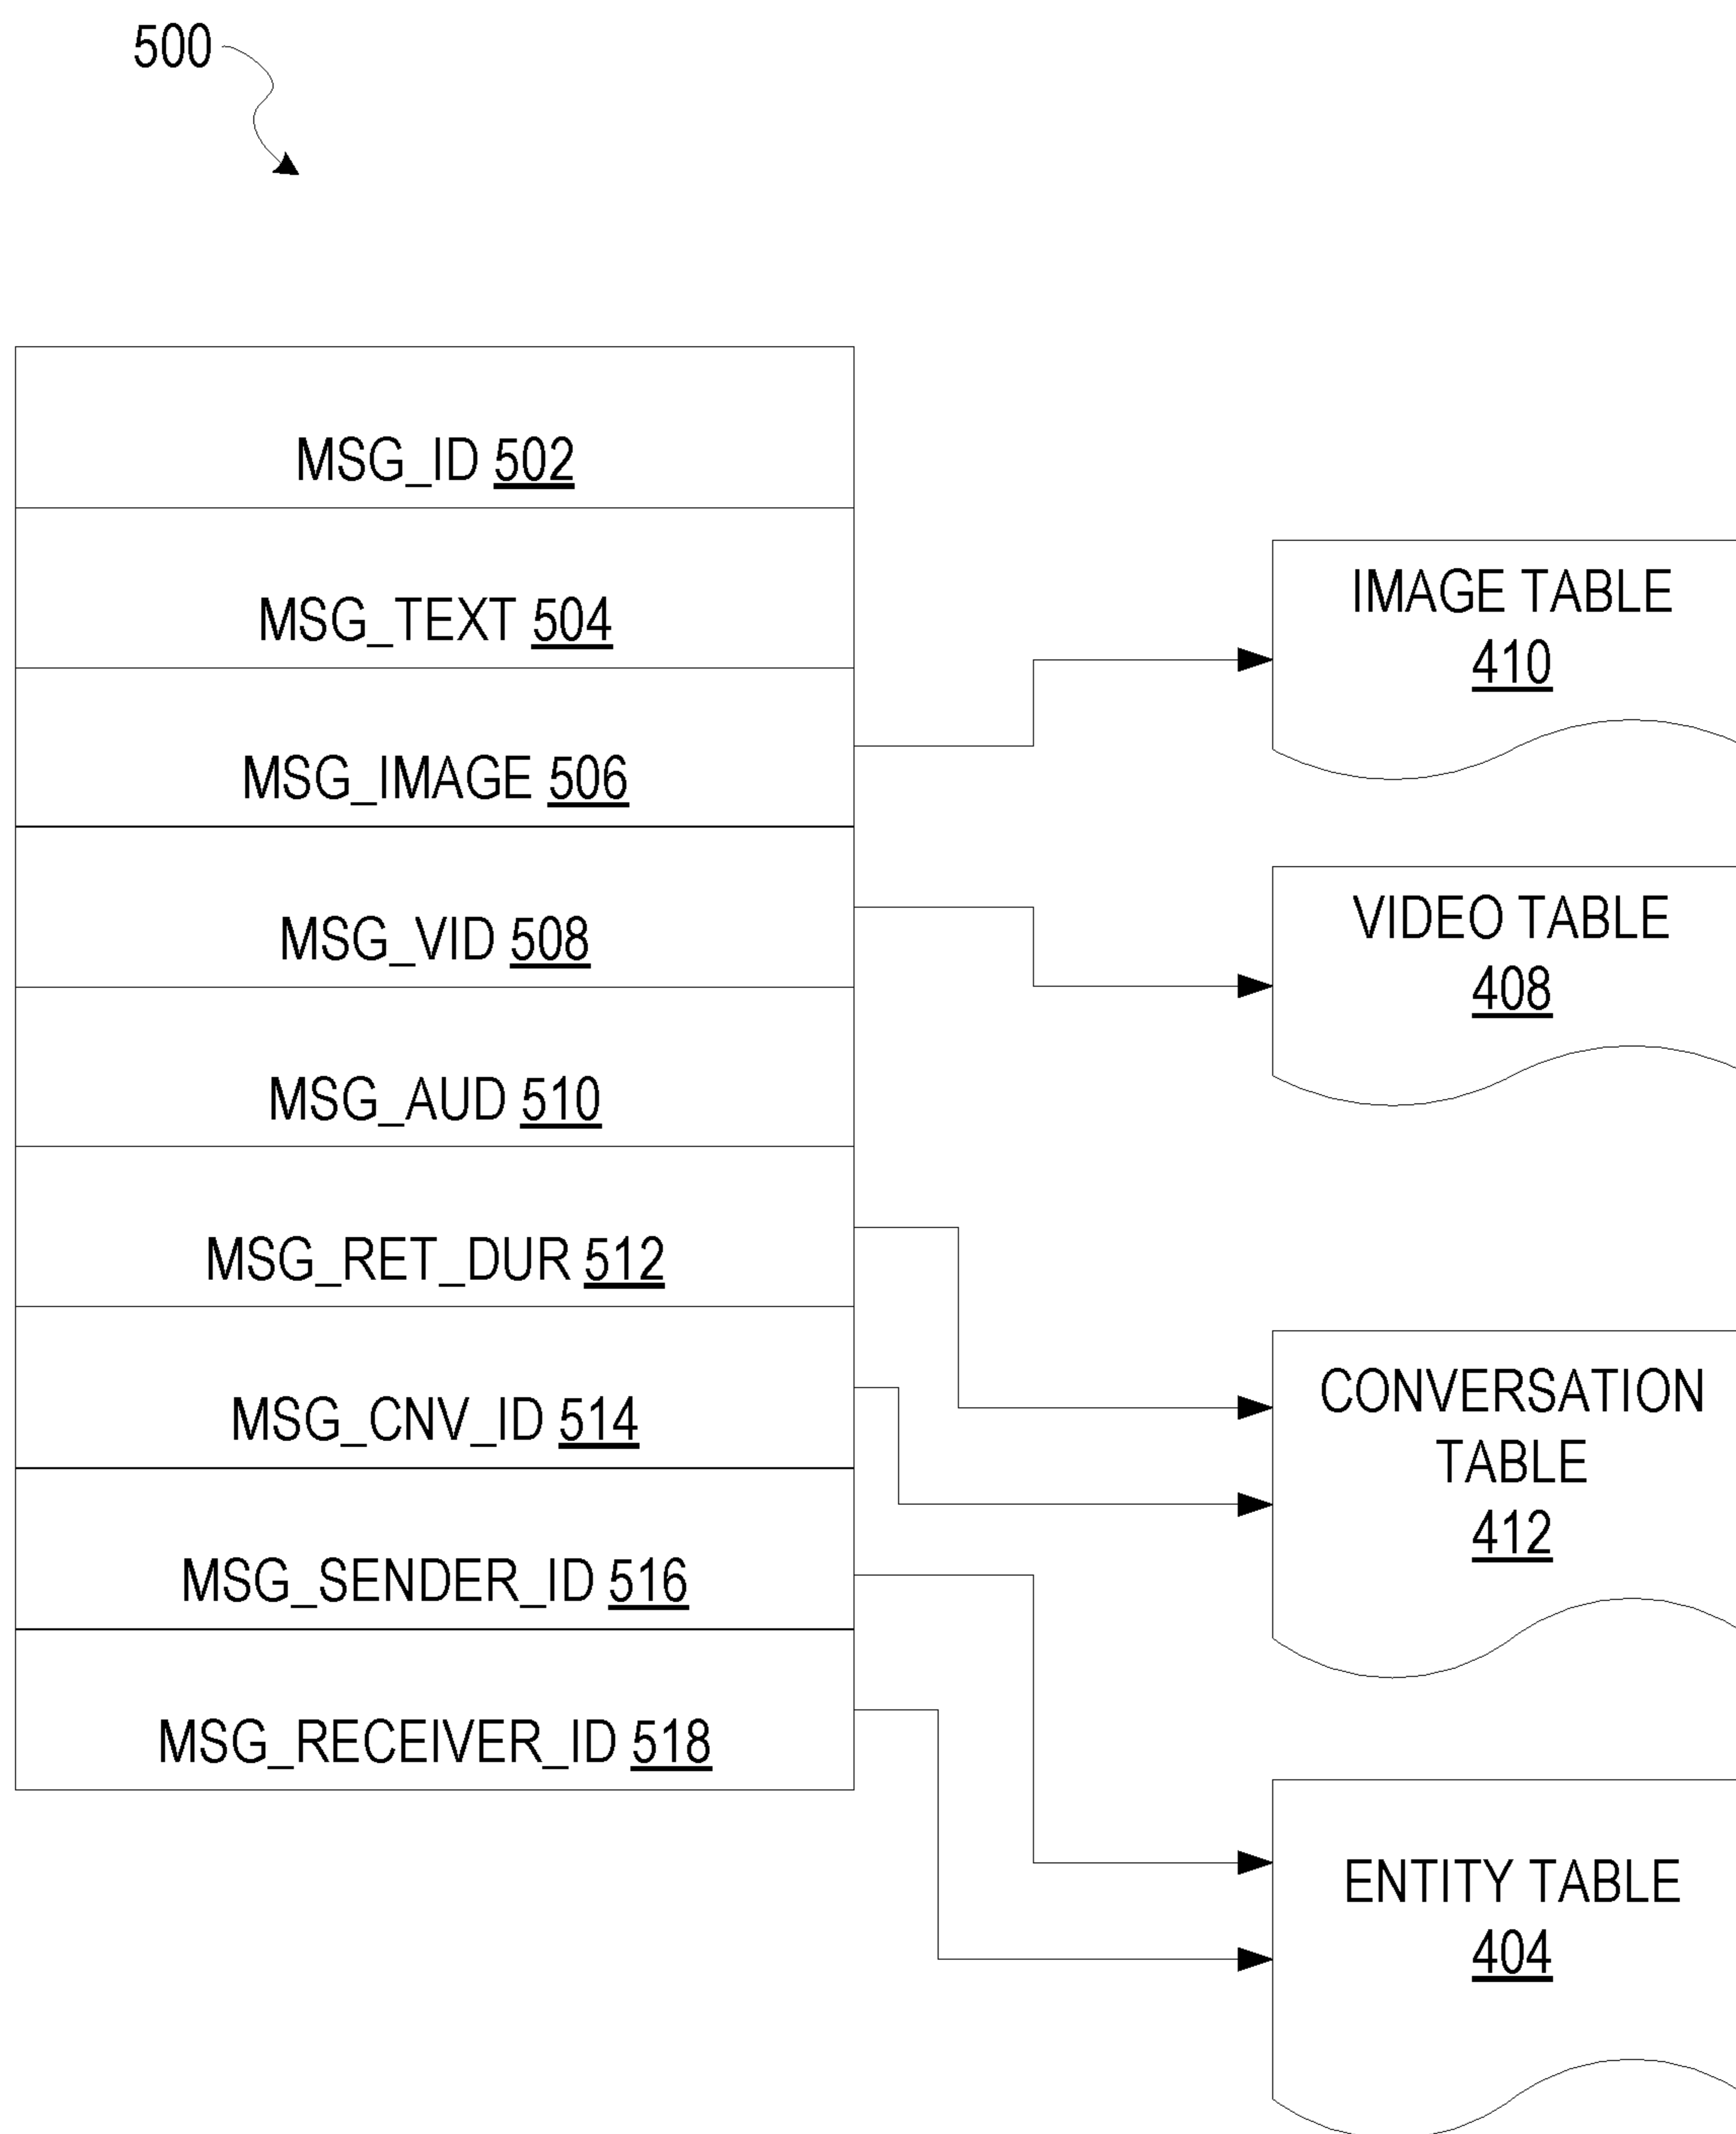 500
MSG_ID 502
MSG_TEXT 504
MSG_IMAGE 506
MSG_VID 508
MSG_AUD 510
MSG_RET_DUR 512
MSG_CNV_ID 514
MSG_SENDER_ID 516
MSG_RECEIVER_ID 518
IMAGE TABLE
410
VIDEO TABLE
408
CONVERSATION
TABLE
412
ENTITY TABLE
404